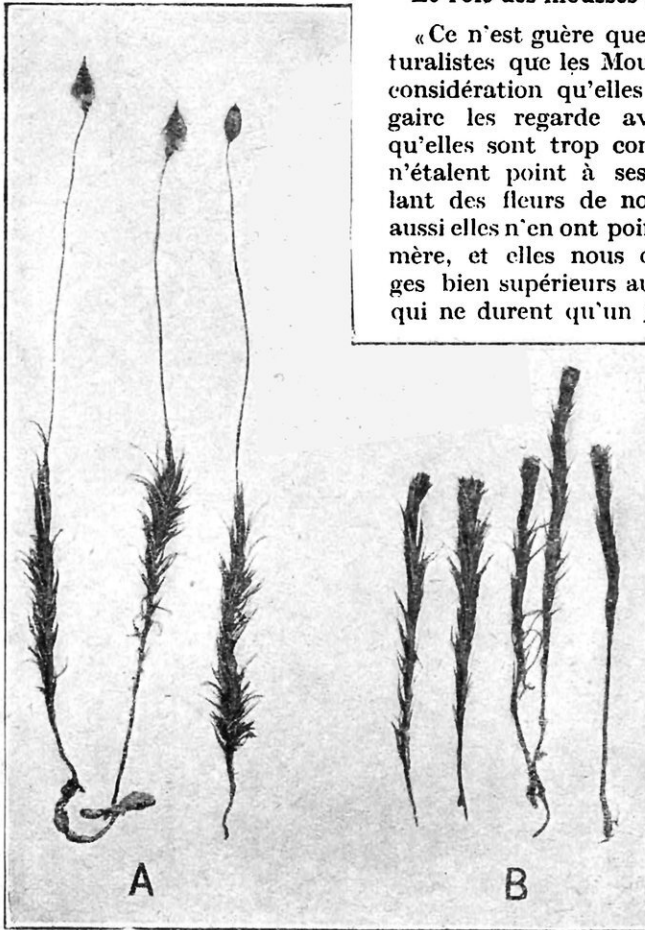 «Ce n'est guère que
turalistes que les Mou
considération qu'elles
gaire les regarde av
qu'elles sont trop con
n'étalent point à ses
lant des fleurs de no
aussi elles n'en ont poi
mère, et elles nous o
ges bien supérieurs au
qui ne durent qu'un
A B